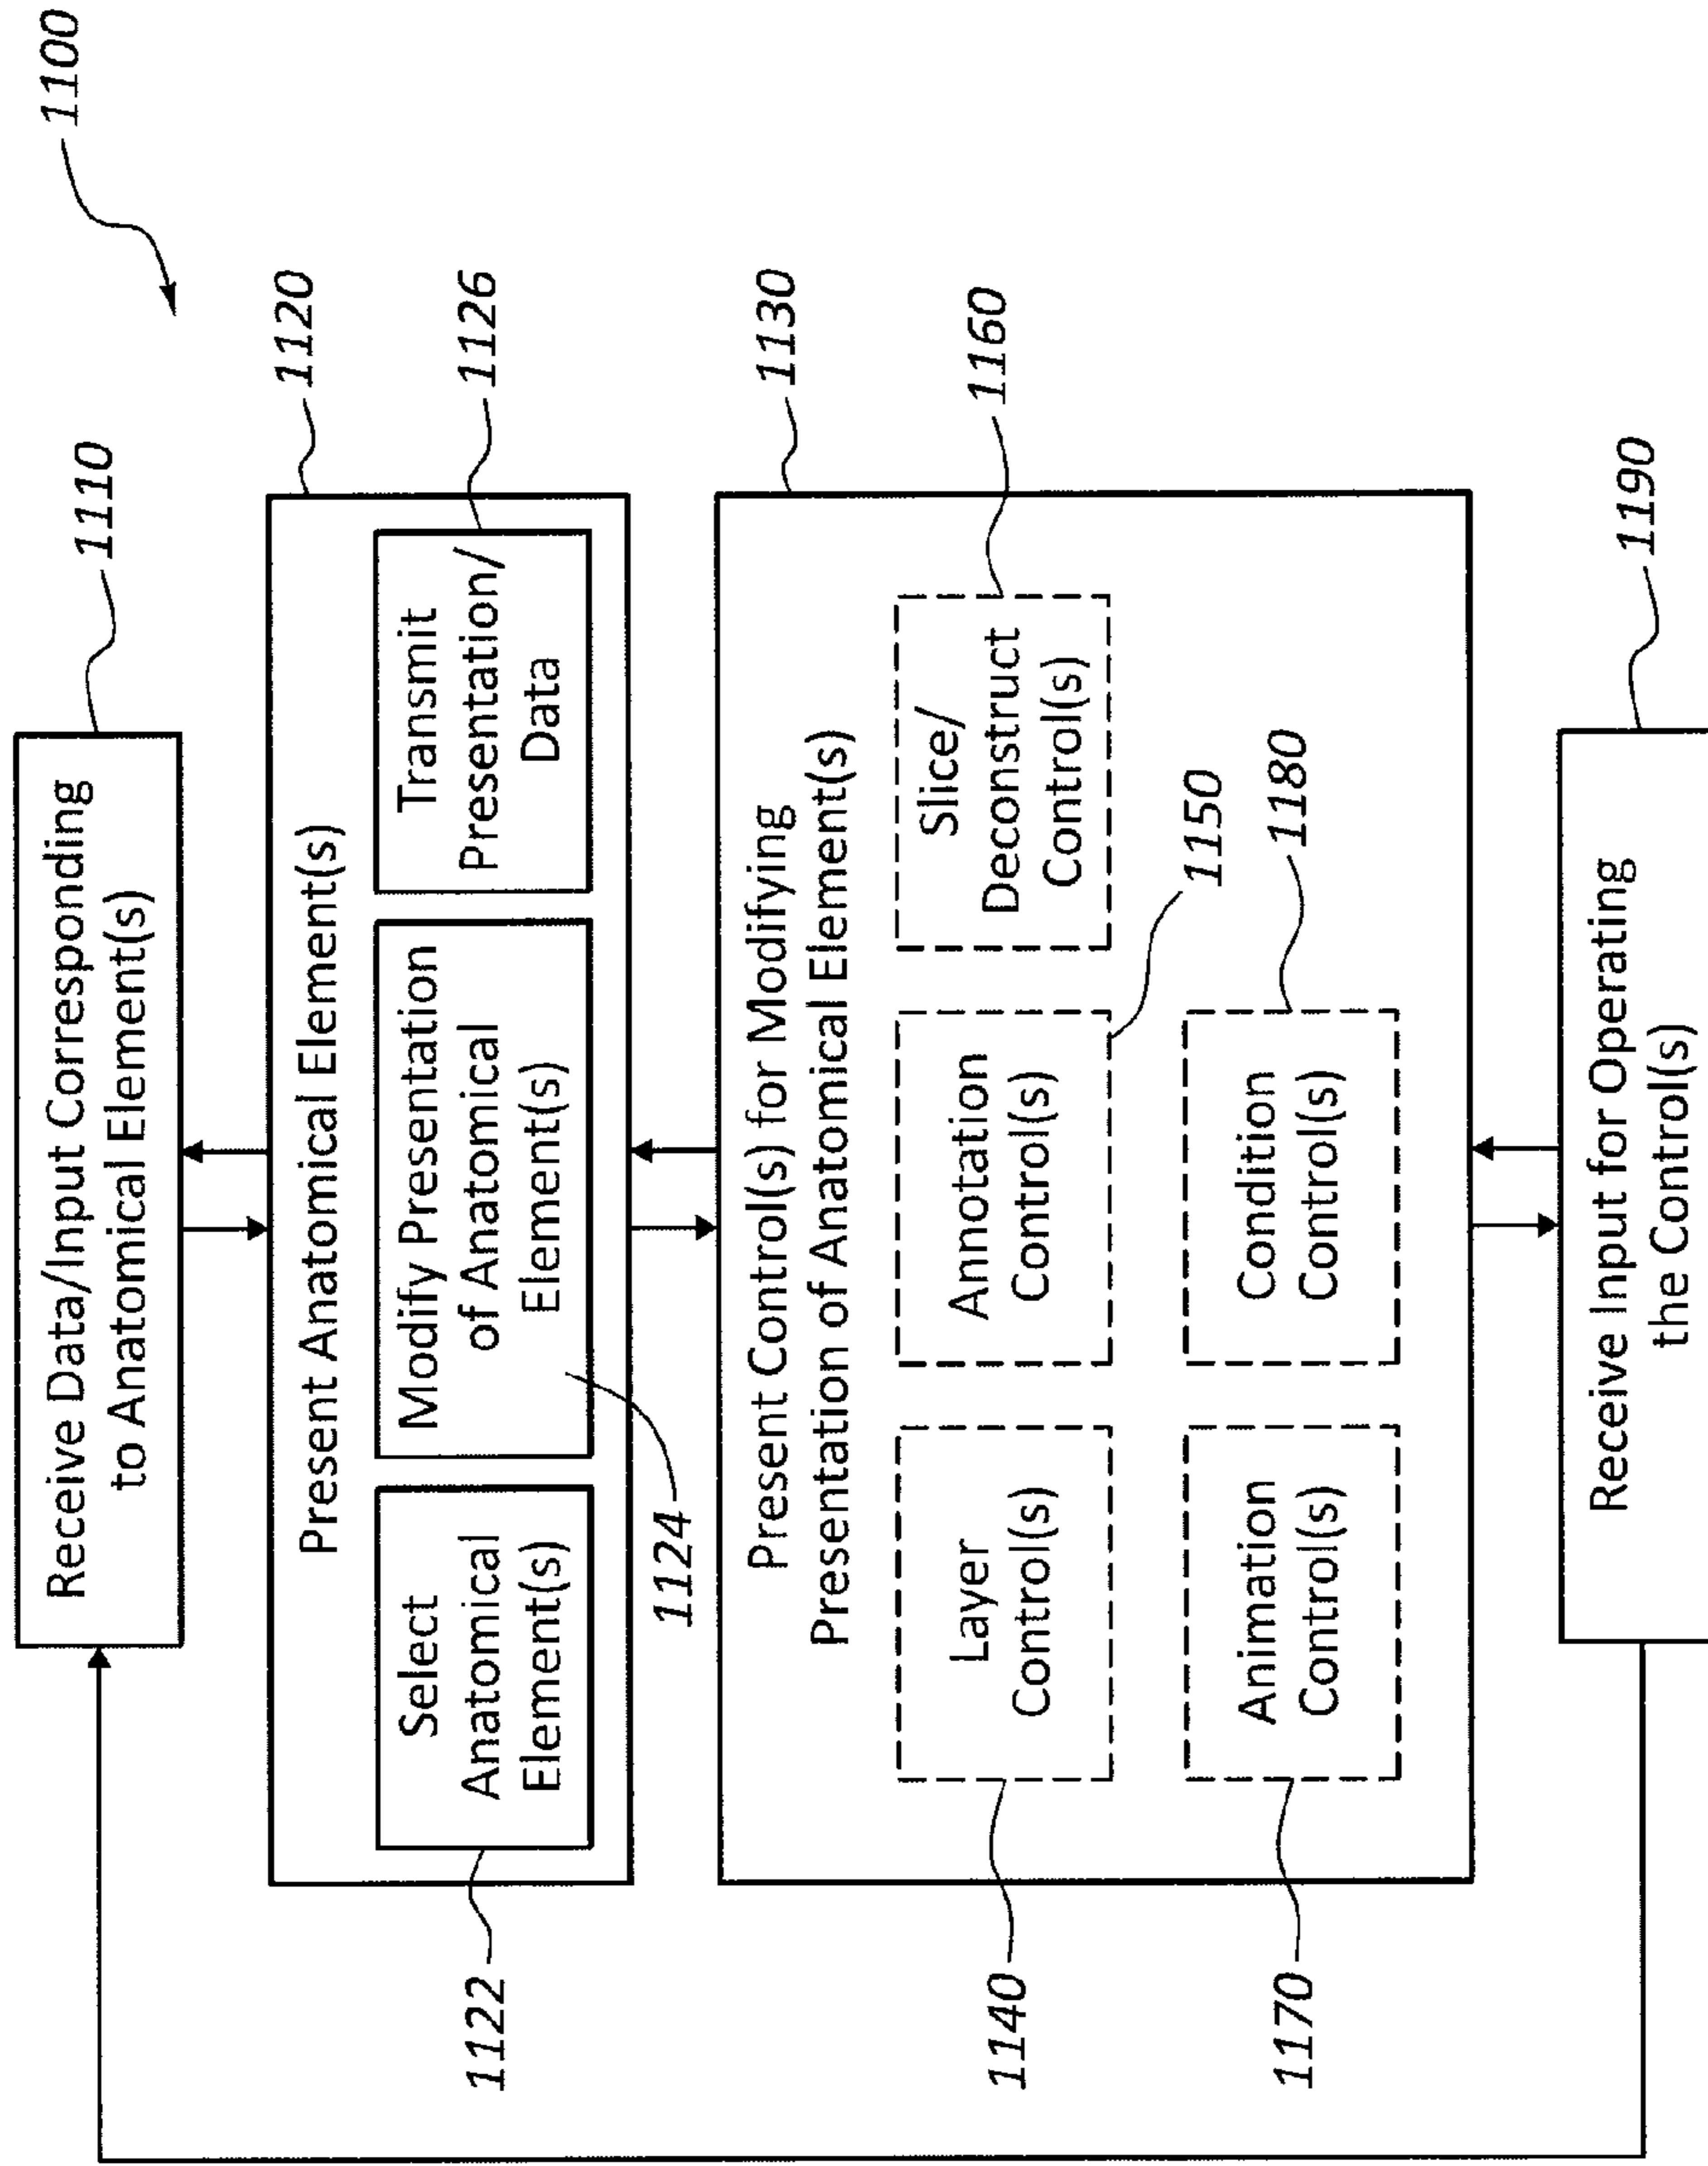 1100
Receive Data/Input Corresponding
to Anatomical Element(s)
1110
Present Anatomical Element(s)
1120
Select
Anatomical
Element(s)
1122
Modify Presentation
of Anatomical
Element(s)
1124
Transmit
Presentation/
Data
1126
Present Control(s) for Modifying
Presentation of Anatomical Element(s)
1130
Layer
Control(s)
1140
Annotation
Control(s)
1150
Slice/
Deconstruct
Control(s)
1160
Animation
Control(s)
1170
Condition
Control(s)
1180
Receive Input for Operating
the Control(s)
1190